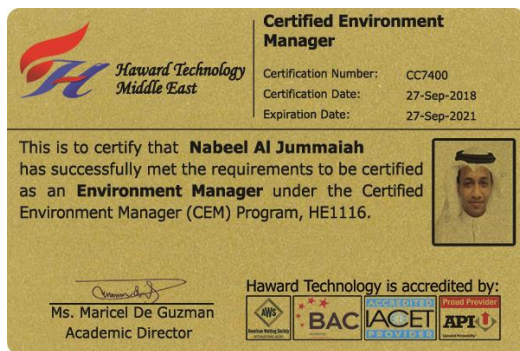 Haward Technology
Middle East
Certified Environment
Manager
Certification Number: CC7400
Certification Date: 27-Sep-2018
Expiration Date: 27-Sep-2021
This is to certify that Nabeel Al Jummaiah
has successfully met the requirements to be certified
as an Environment Manager under the Certified
Environment Manager (CEM) Program, HE1116.
Ms. Maricel De Guzman
Academic Director
Haward Technology is accredited by:
AWS
American Welding Society
BAC
ACCREDITED
IACET
PROVIDER
Proud Provider
API